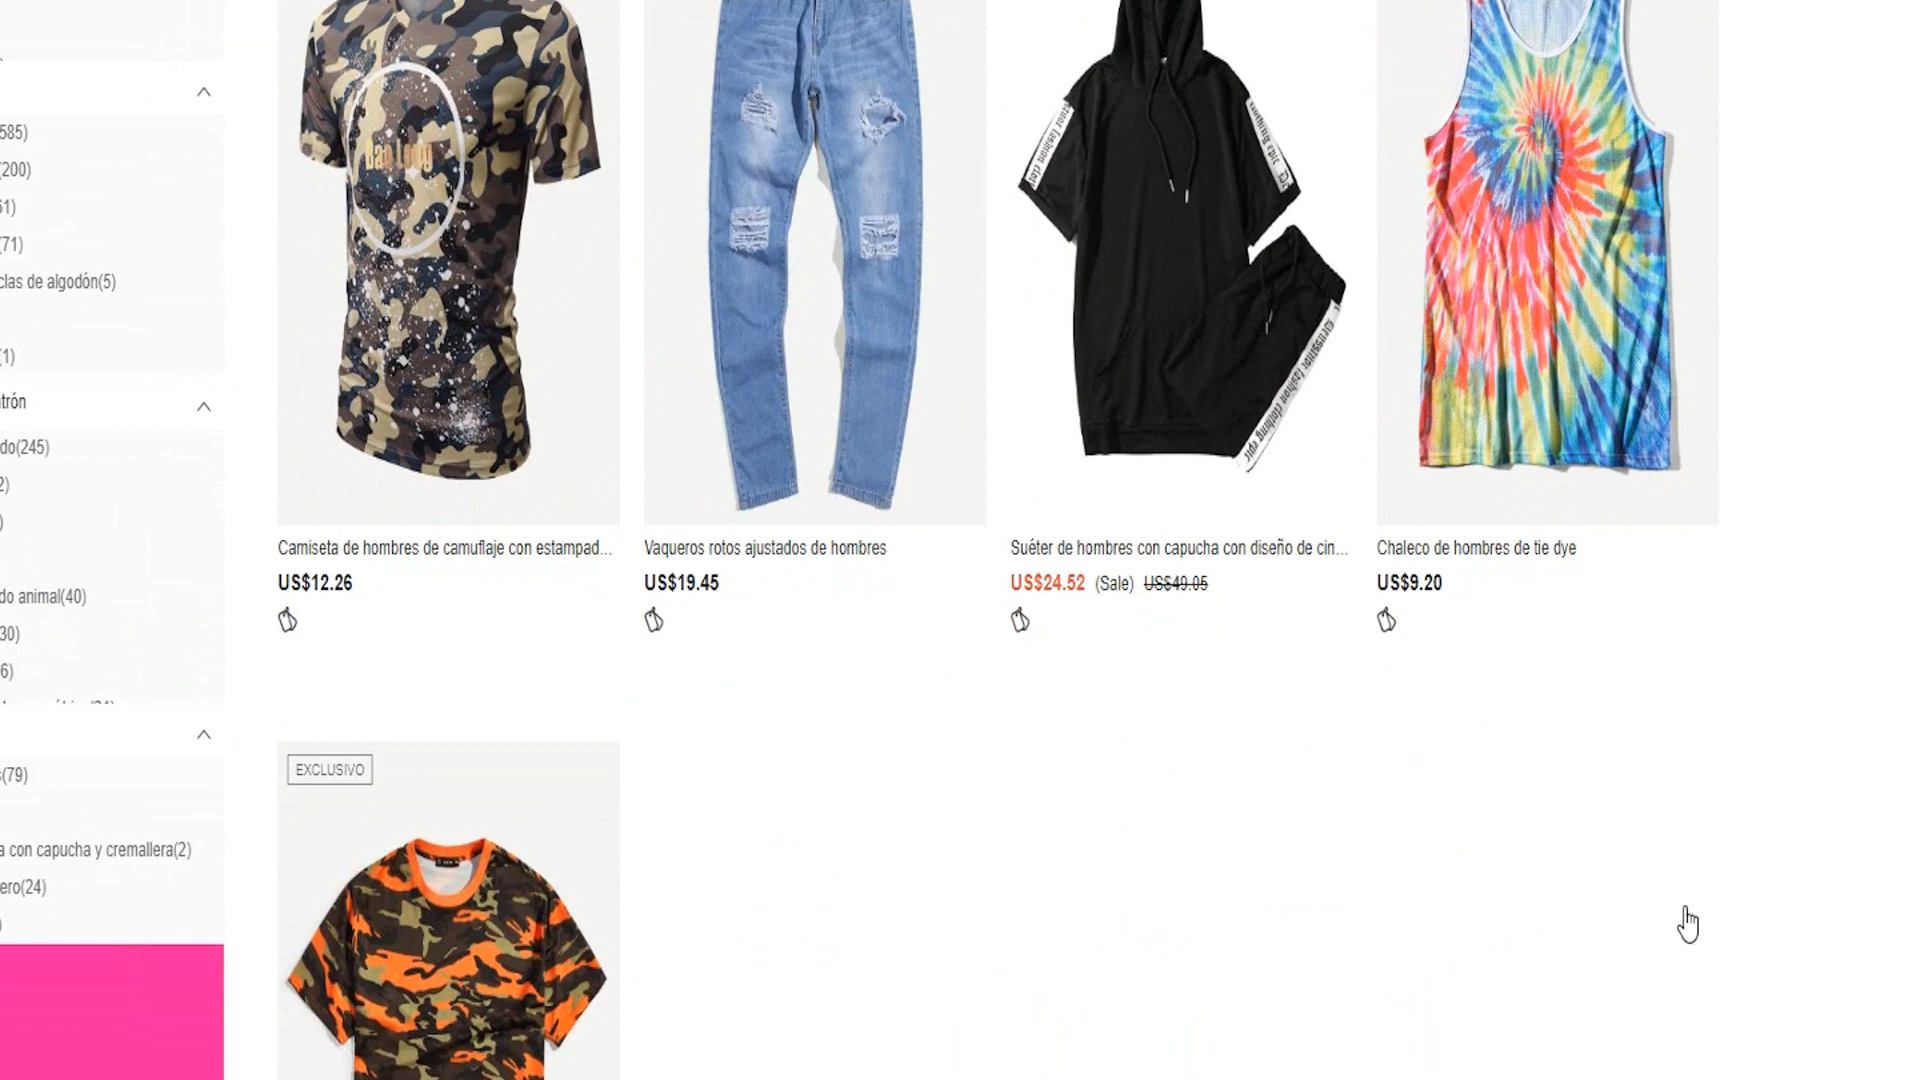 585)
(200)
61)
(71)
clas de algodón(5)
(1)
trón
do(245)
2)
)
do animal(40)
30)
6)
s(79)
a con capucha y cremallera(2)
ero(24)
)
Camiseta de hombres de camuflaje con estampad...
US$12.26
Vaqueros rotos ajustados de hombres
US$19.45
Suéter de hombres con capucha con diseño de cin...
US$24.52 (Sale) US$49.05
Chaleco de hombres de tie dye
US$9.20
EXCLUSIVO